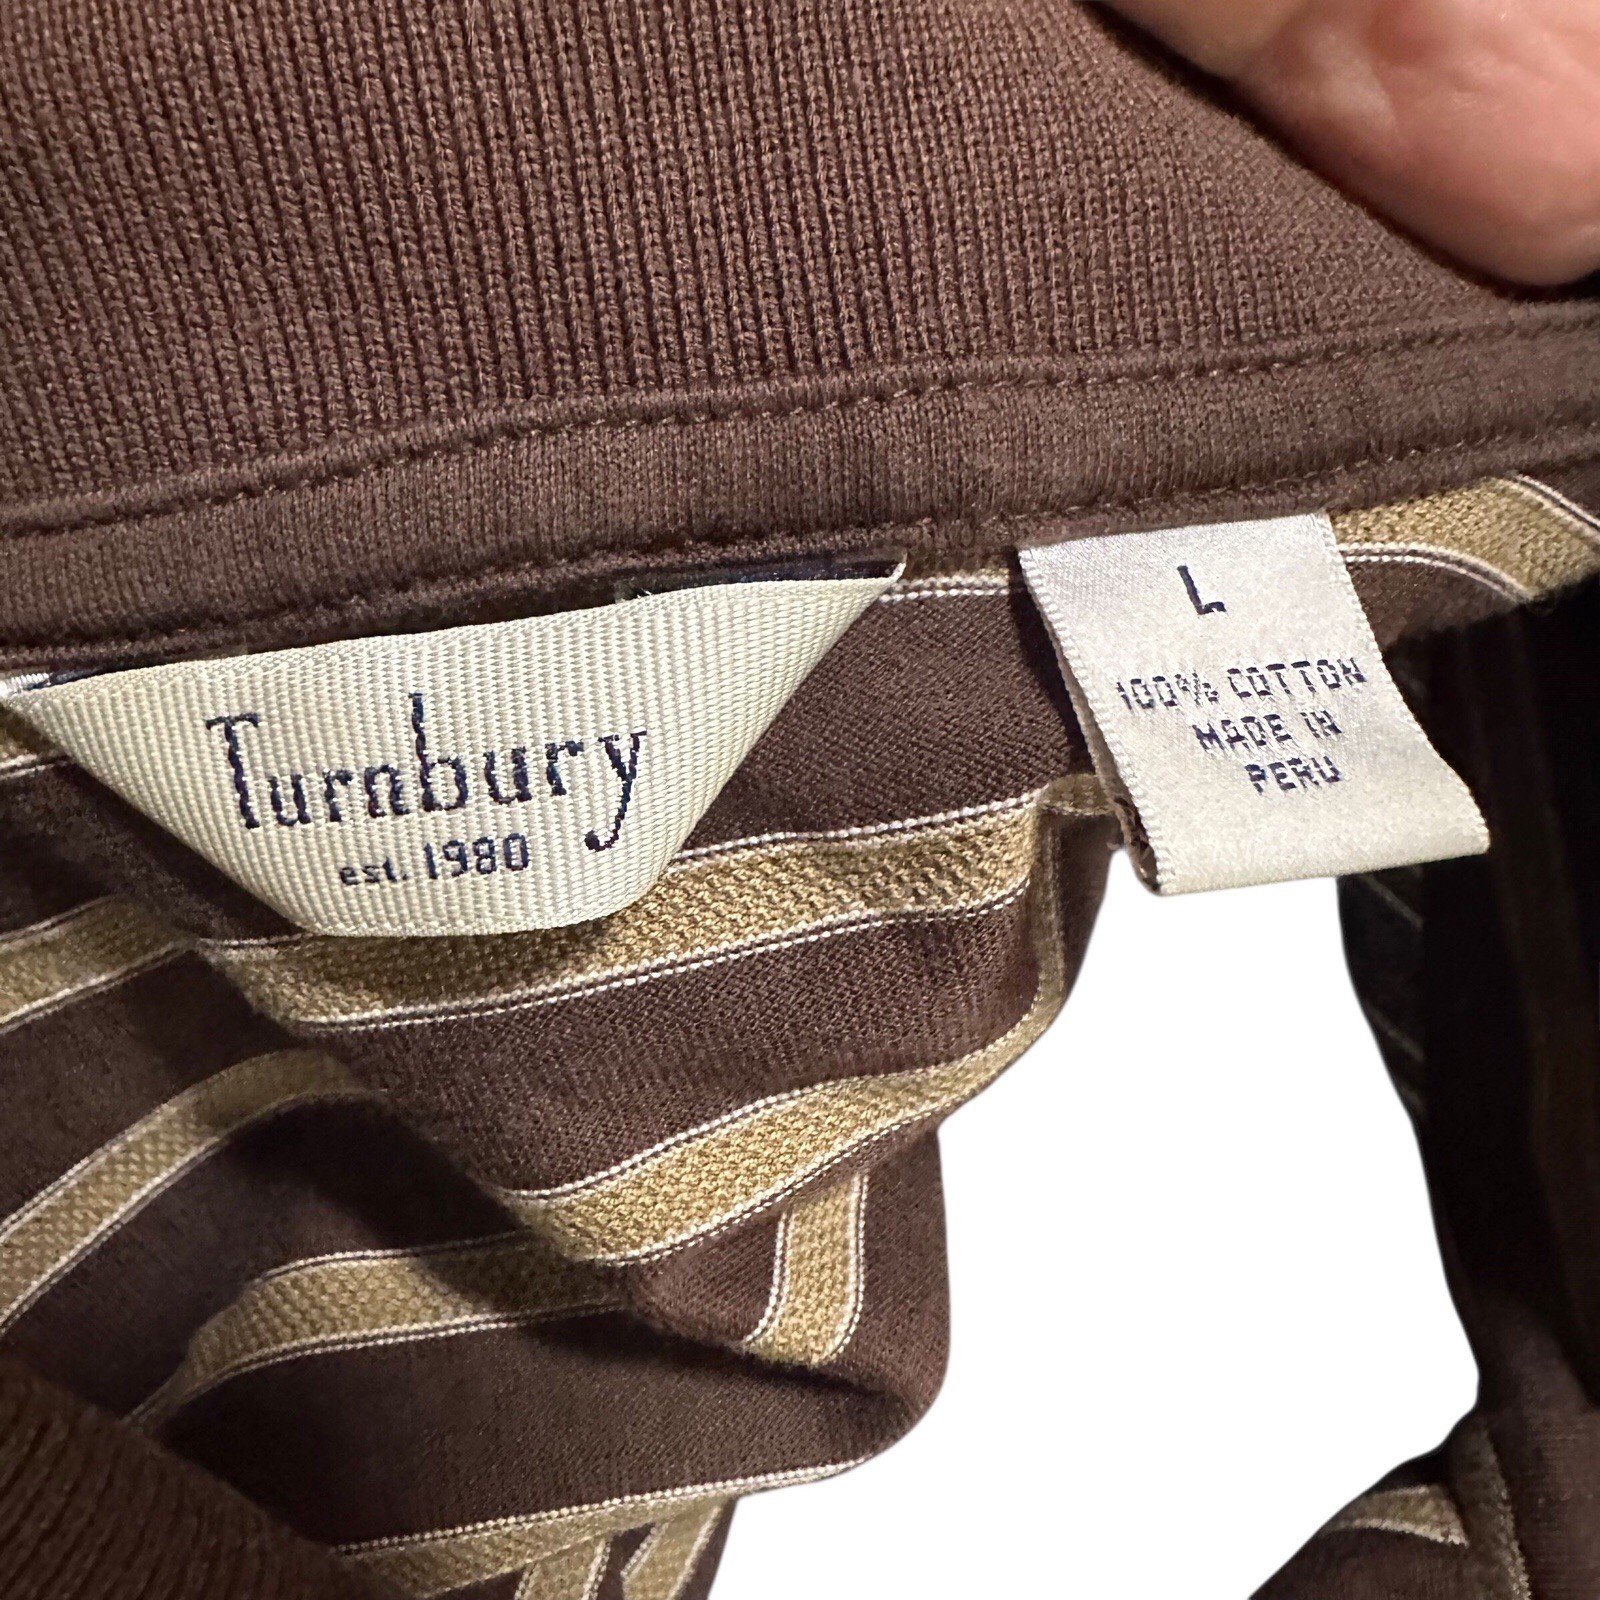 Turnbury
est. 1980
L
100% COTTON
MADE IN
PERU